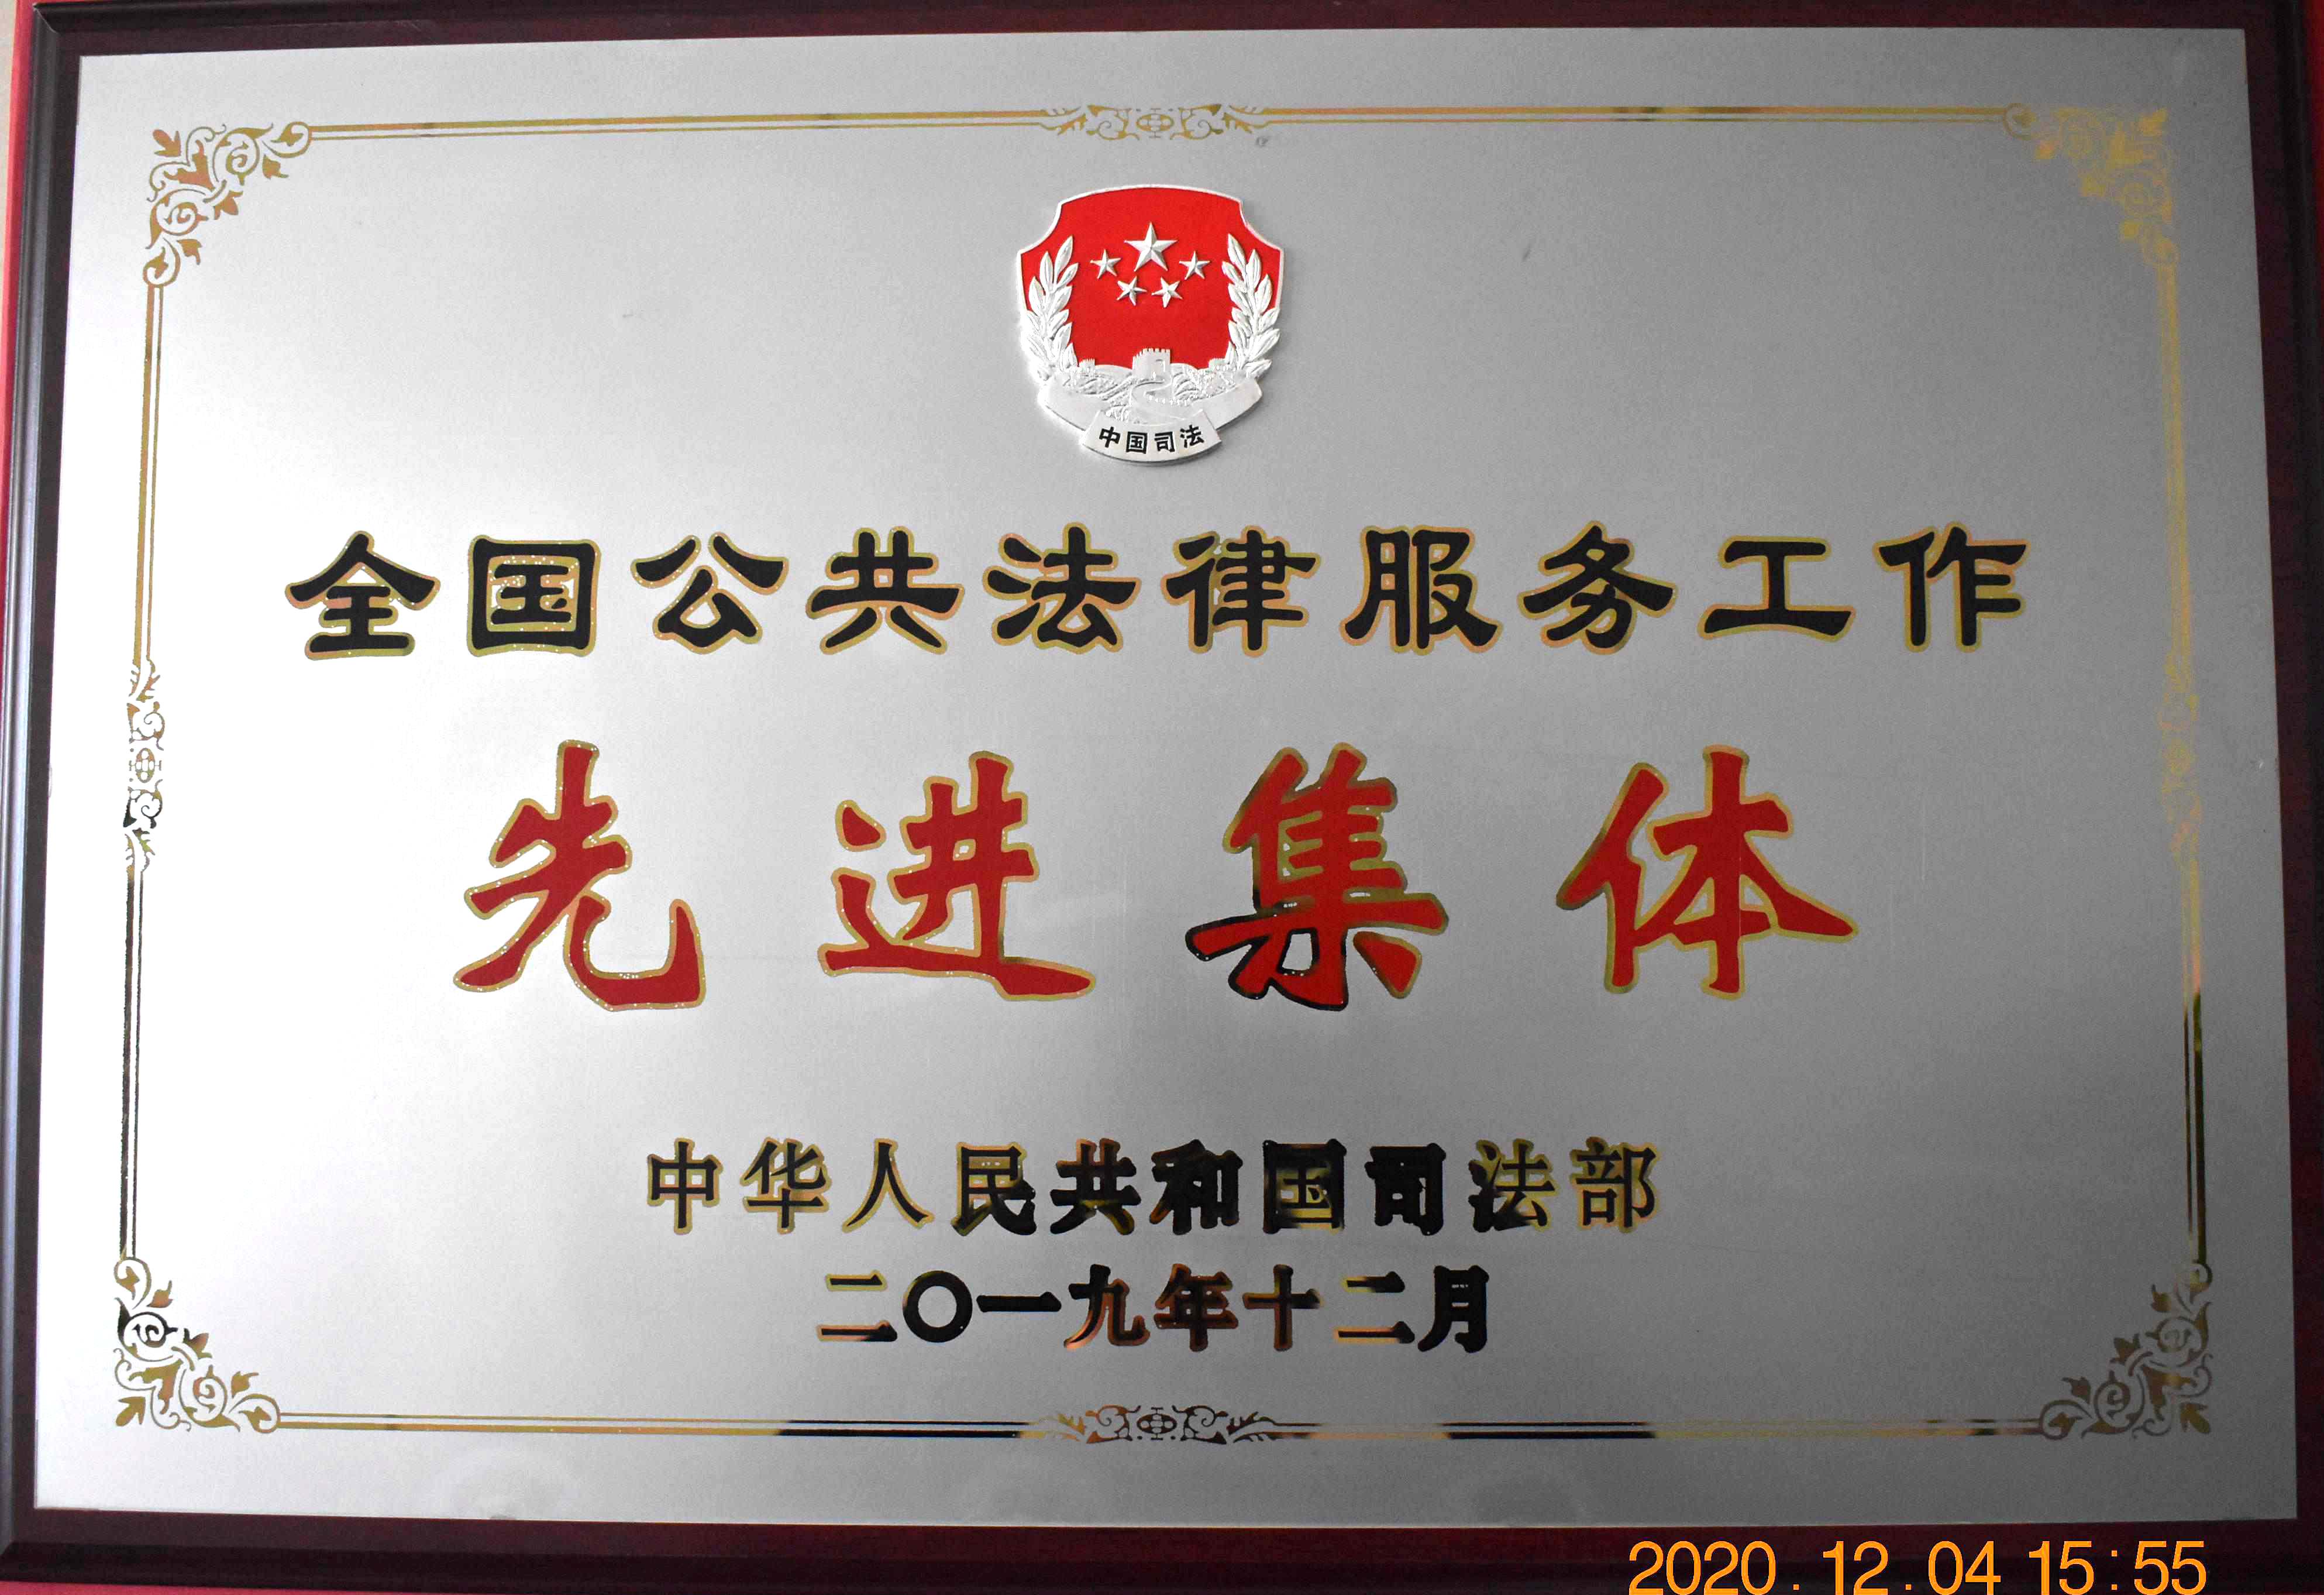 中国司法
全国公共法律服务工作
先进集体
中华人民共和国司法部
二〇一九年十二月
2020.12.04 15:55